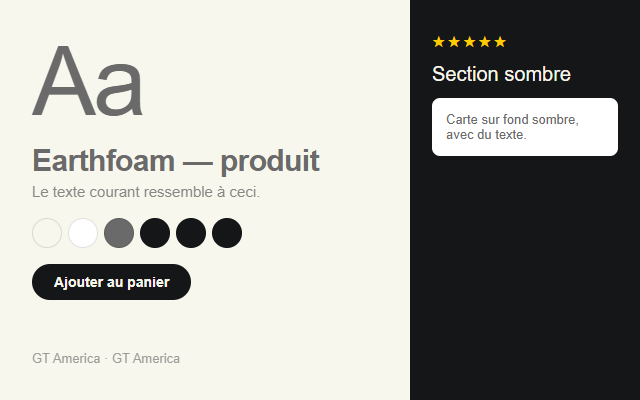 Aa
Earthfoam — produit
Le texte courant ressemble à ceci.
Ajouter au panier
GT America · GT America
★★★★★
Section sombre
Carte sur fond sombre,
avec du texte.